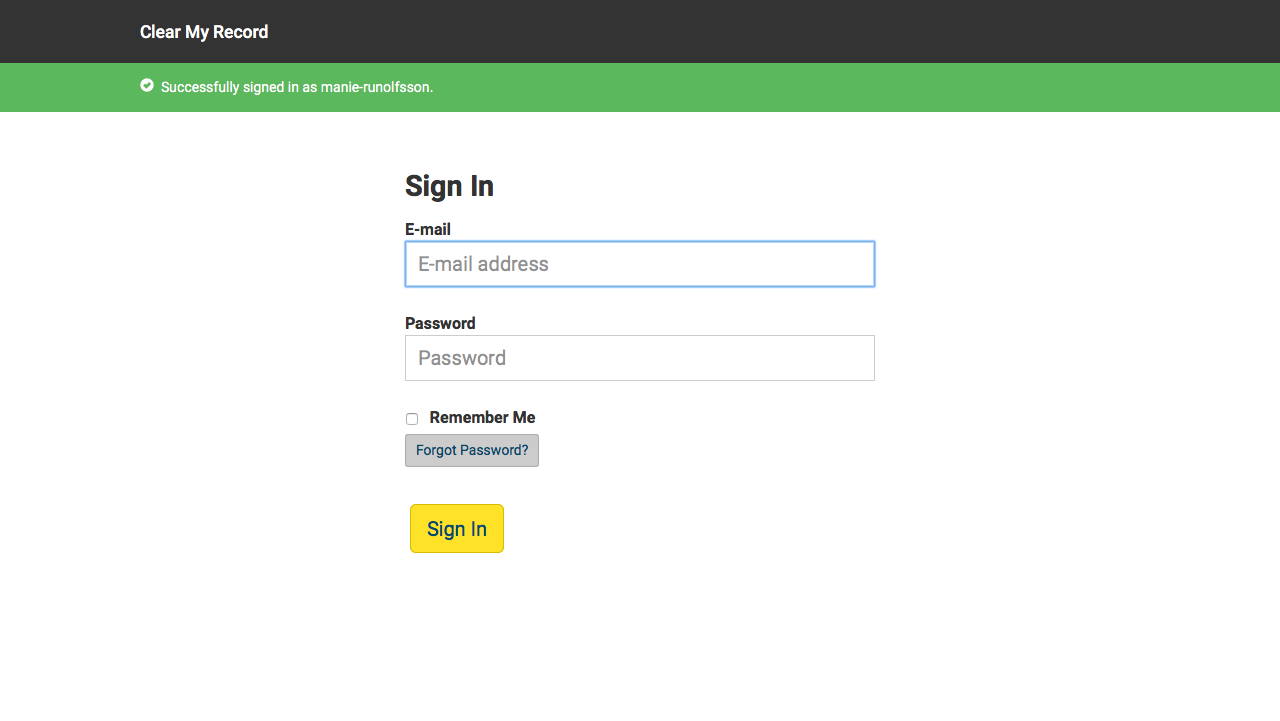 Clear My Record
Successfully signed in as manie-runolfsson.
Sign In
E-mail
E-mail address
Password
Password
Remember Me
Forgot Password?
Sign In